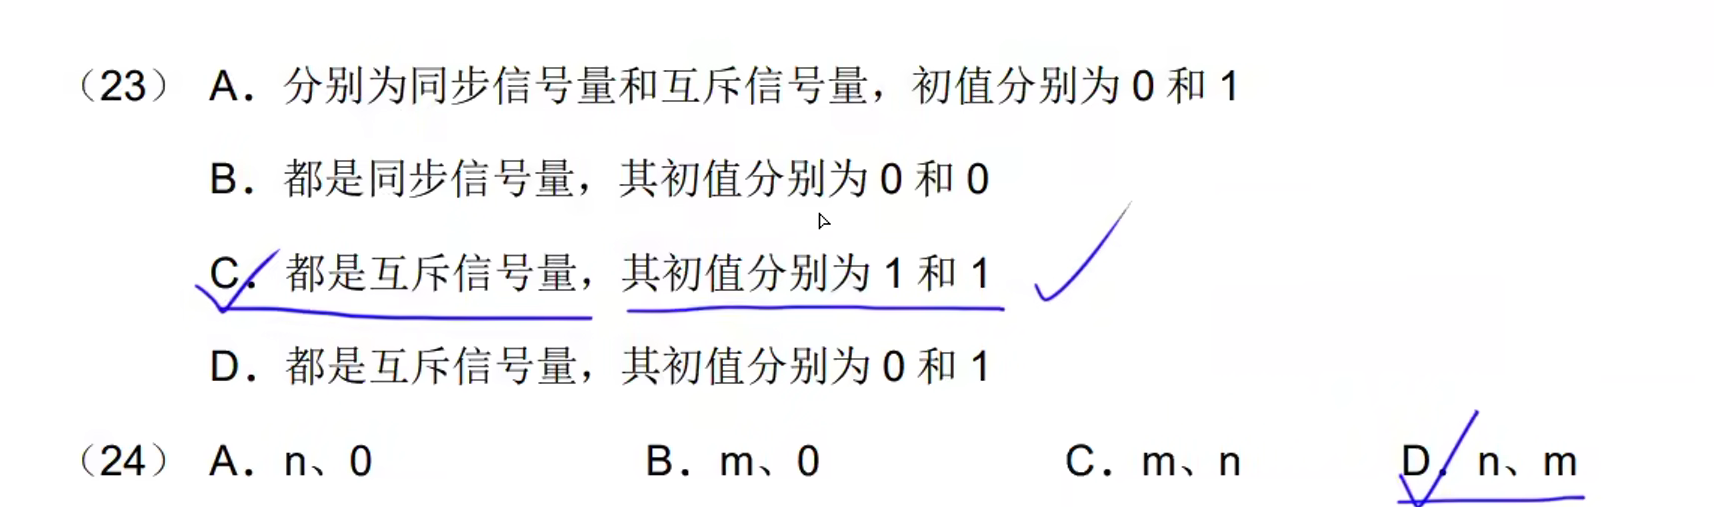 （23） A．分别为同步信号量和互斥信号量，初值分别为 0 和 1
B．都是同步信号量，其初值分别为 0 和 0
C．都是互斥信号量，其初值分别为 1 和 1
D．都是互斥信号量，其初值分别为 0 和 1
（24） A．n、0 B．m、0 C．m、n D．n、m